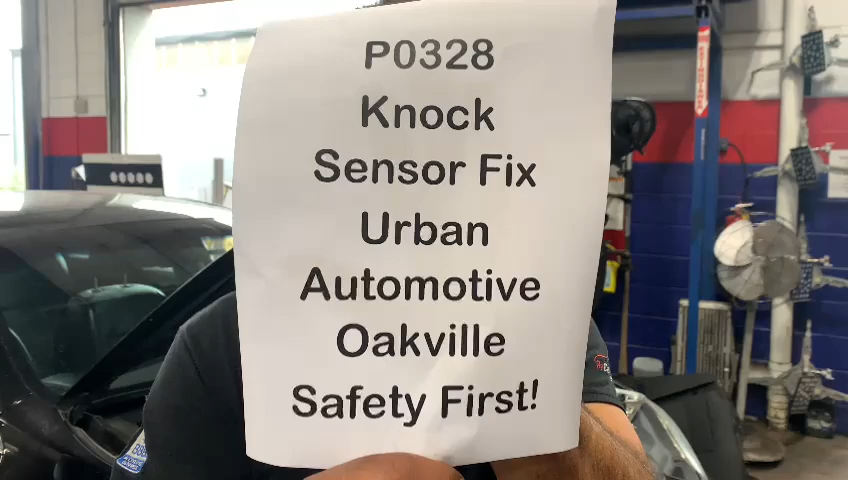 P0328
Knock
Sensor Fix
Urban
Automotive
Oakville
Safety First!